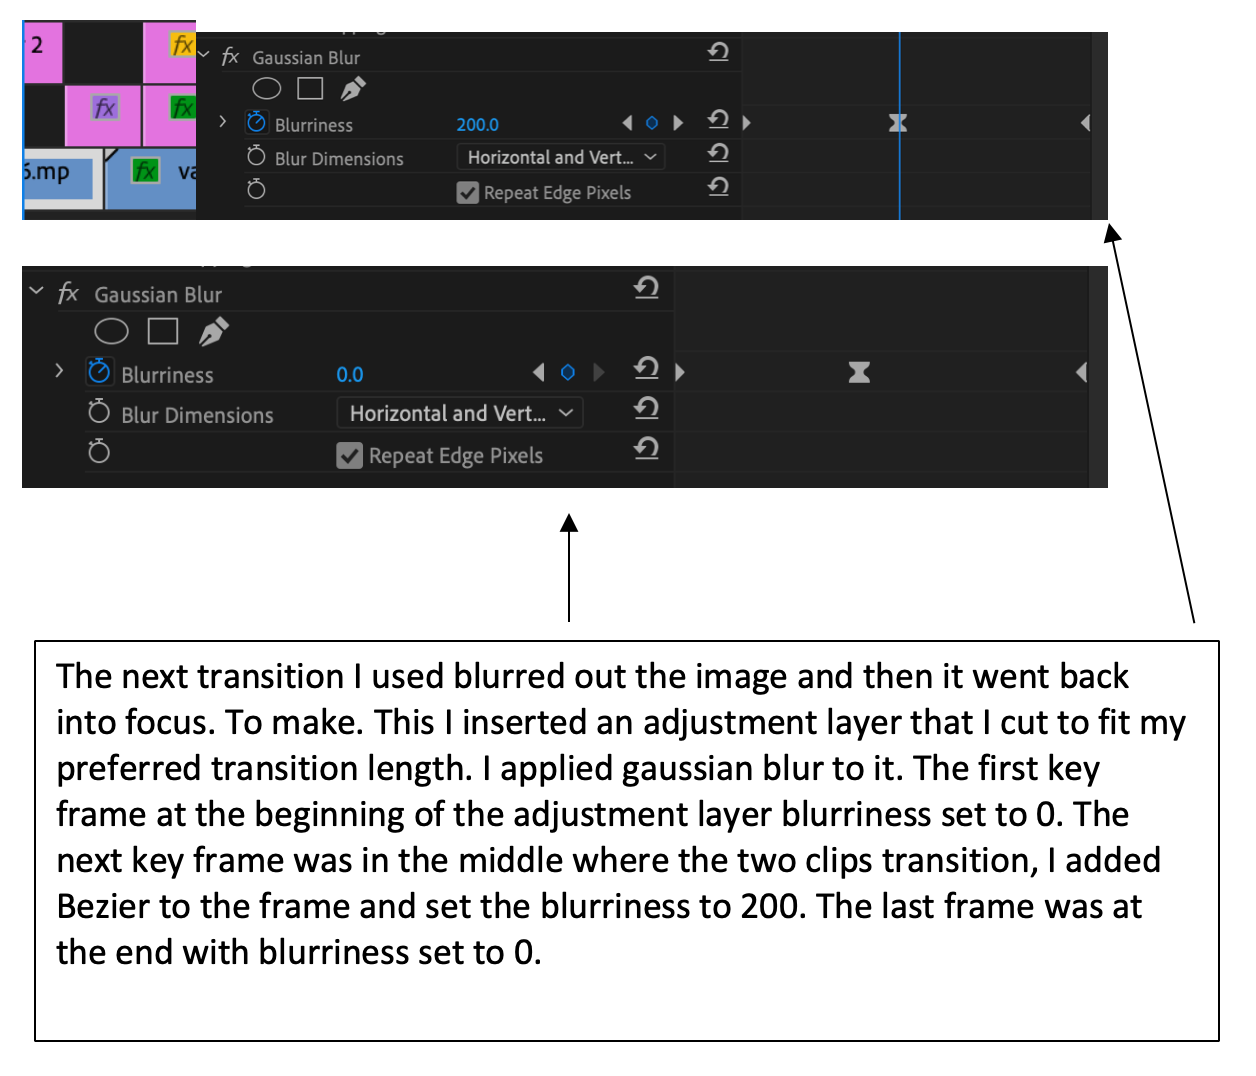 2
fx
fx
fx
6.mp
fx
fx Gaussian Blur
Blurriness 200.0
Blur Dimensions Horizontal and Vert...
Repeat Edge Pixels
fx Gaussian Blur
Blurriness 0.0
Blur Dimensions Horizontal and Vert...
Repeat Edge Pixels
The next transition I used blurred out the image and then it went back
into focus. To make. This I inserted an adjustment layer that I cut to fit my
preferred transition length. I applied gaussian blur to it. The first key
frame at the beginning of the adjustment layer blurriness set to 0. The
next key frame was in the middle where the two clips transition, I added
Bezier to the frame and set the blurriness to 200. The last frame was at
the end with blurriness set to 0.